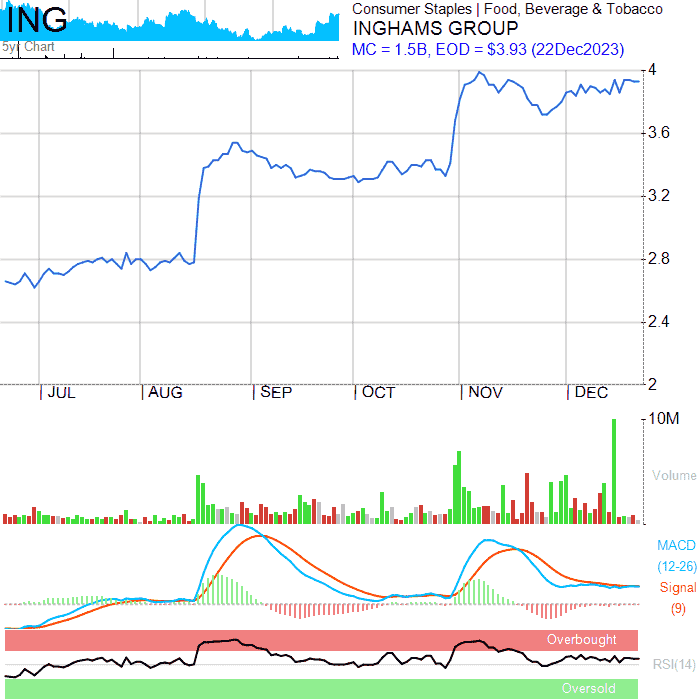 ING
5yr Chart
Consumer Staples | Food, Beverage & Tobacco
INGHAMS GROUP
MC = 1.5B, EOD = $3.93 (22Dec2023)
4
3.6
3.2
2.8
2.4
2
JUL AUG SEP OCT NOV DEC
10M
Volume
MACD
(12-26)
Signal
(9)
Overbought
RSI(14)
Oversold